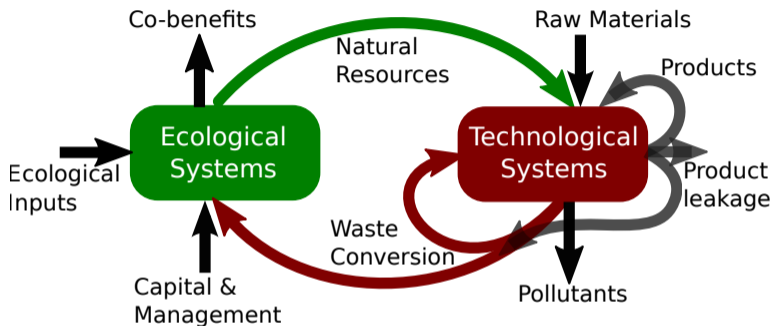 Co-benefits
Raw Materials
Natural
Resources
Products
Ecological
Systems
Technological
Systems
Ecological
Inputs
Product
leakage
Waste
Conversion
Capital &
Management
Pollutants